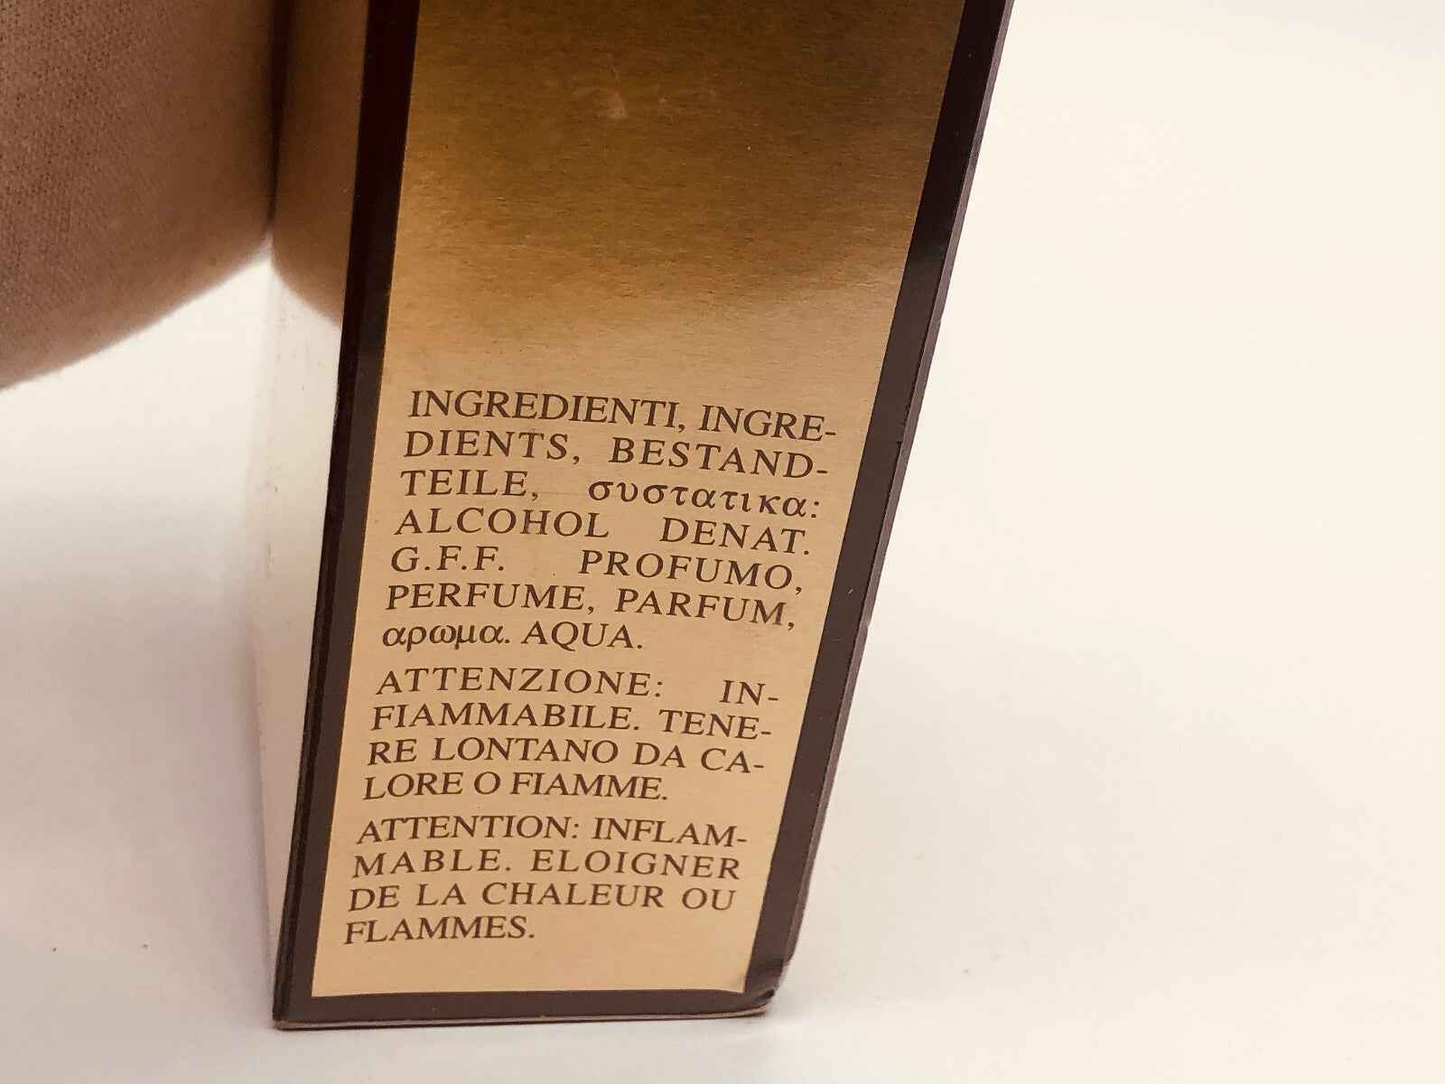 INGREDIENTI, INGRE-
DIENTS, BESTAND-
TEILE, συστατικα:
ALCOHOL DENAT.
G.F.F. PROFUMO,
PERFUME, PARFUM,
αρωμα. AQUA.
ATTENZIONE: IN-
FIAMMABILE. TENE-
RE LONTANO DA CA-
LORE O FIAMME.
ATTENTION: INFLAM-
MABLE. ELOIGNER
DE LA CHALEUR OU
FLAMMES.